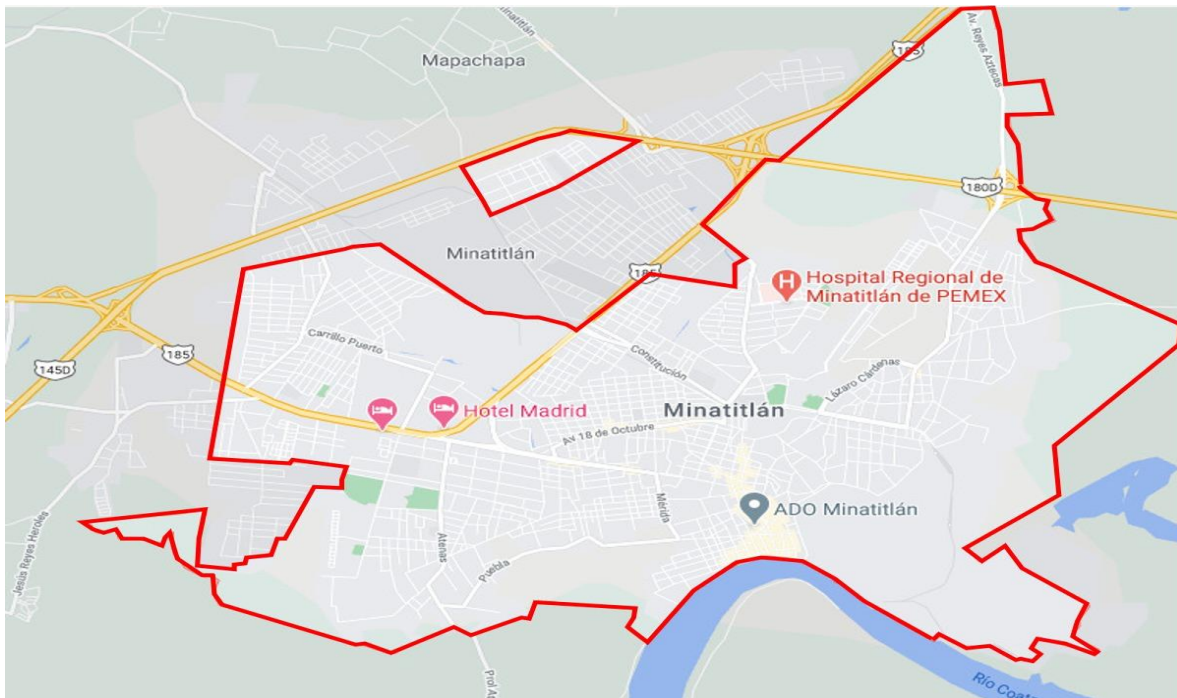 Minatitlán
185
Av. Reyes Aztecas
Mapachapa
180D
Minatitlán
185
Hospital Regional de
Minatitlán de PEMEX
Carrillo Puerto
Constitución
185
145D
Lázaro Cárdenas
Hotel Madrid
Minatitlán
Av 18 de Octubre
Mérida
ADO Minatitlán
Jesús Reyes Heroles
Atenas
Puebla
Prol A
Río Coatz